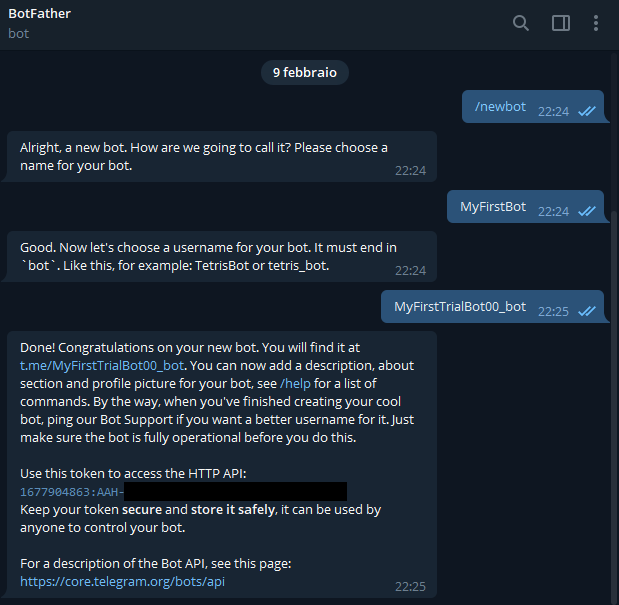 BotFather
bot
9 febbraio
/newbot 22:24
Alright, a new bot. How are we going to call it? Please choose a
name for your bot. 22:24
MyFirstBot 22:24
Good. Now let's choose a username for your bot. It must end in
`bot`. Like this, for example: TetrisBot or tetris_bot. 22:24
MyFirstTrialBot00_bot 22:25
Done! Congratulations on your new bot. You will find it at
t.me/MyFirstTrialBot00_bot. You can now add a description, about
section and profile picture for your bot, see /help for a list of
commands. By the way, when you've finished creating your cool
bot, ping our Bot Support if you want a better username for it. Just
make sure the bot is fully operational before you do this.
Use this token to access the HTTP API:
1677904863:AAH-
Keep your token secure and store it safely, it can be used by
anyone to control your bot.
For a description of the Bot API, see this page:
https://core.telegram.org/bots/api 22:25